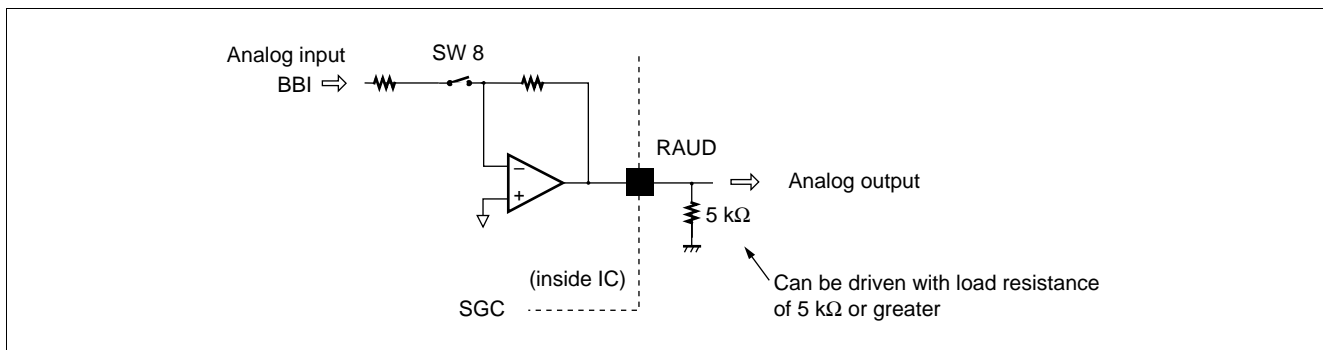 Analog input
SW 8
BBI
RAUD
−
+
Analog output
5 kΩ
(inside IC)
SGC
Can be driven with load resistance
of 5 kΩ or greater